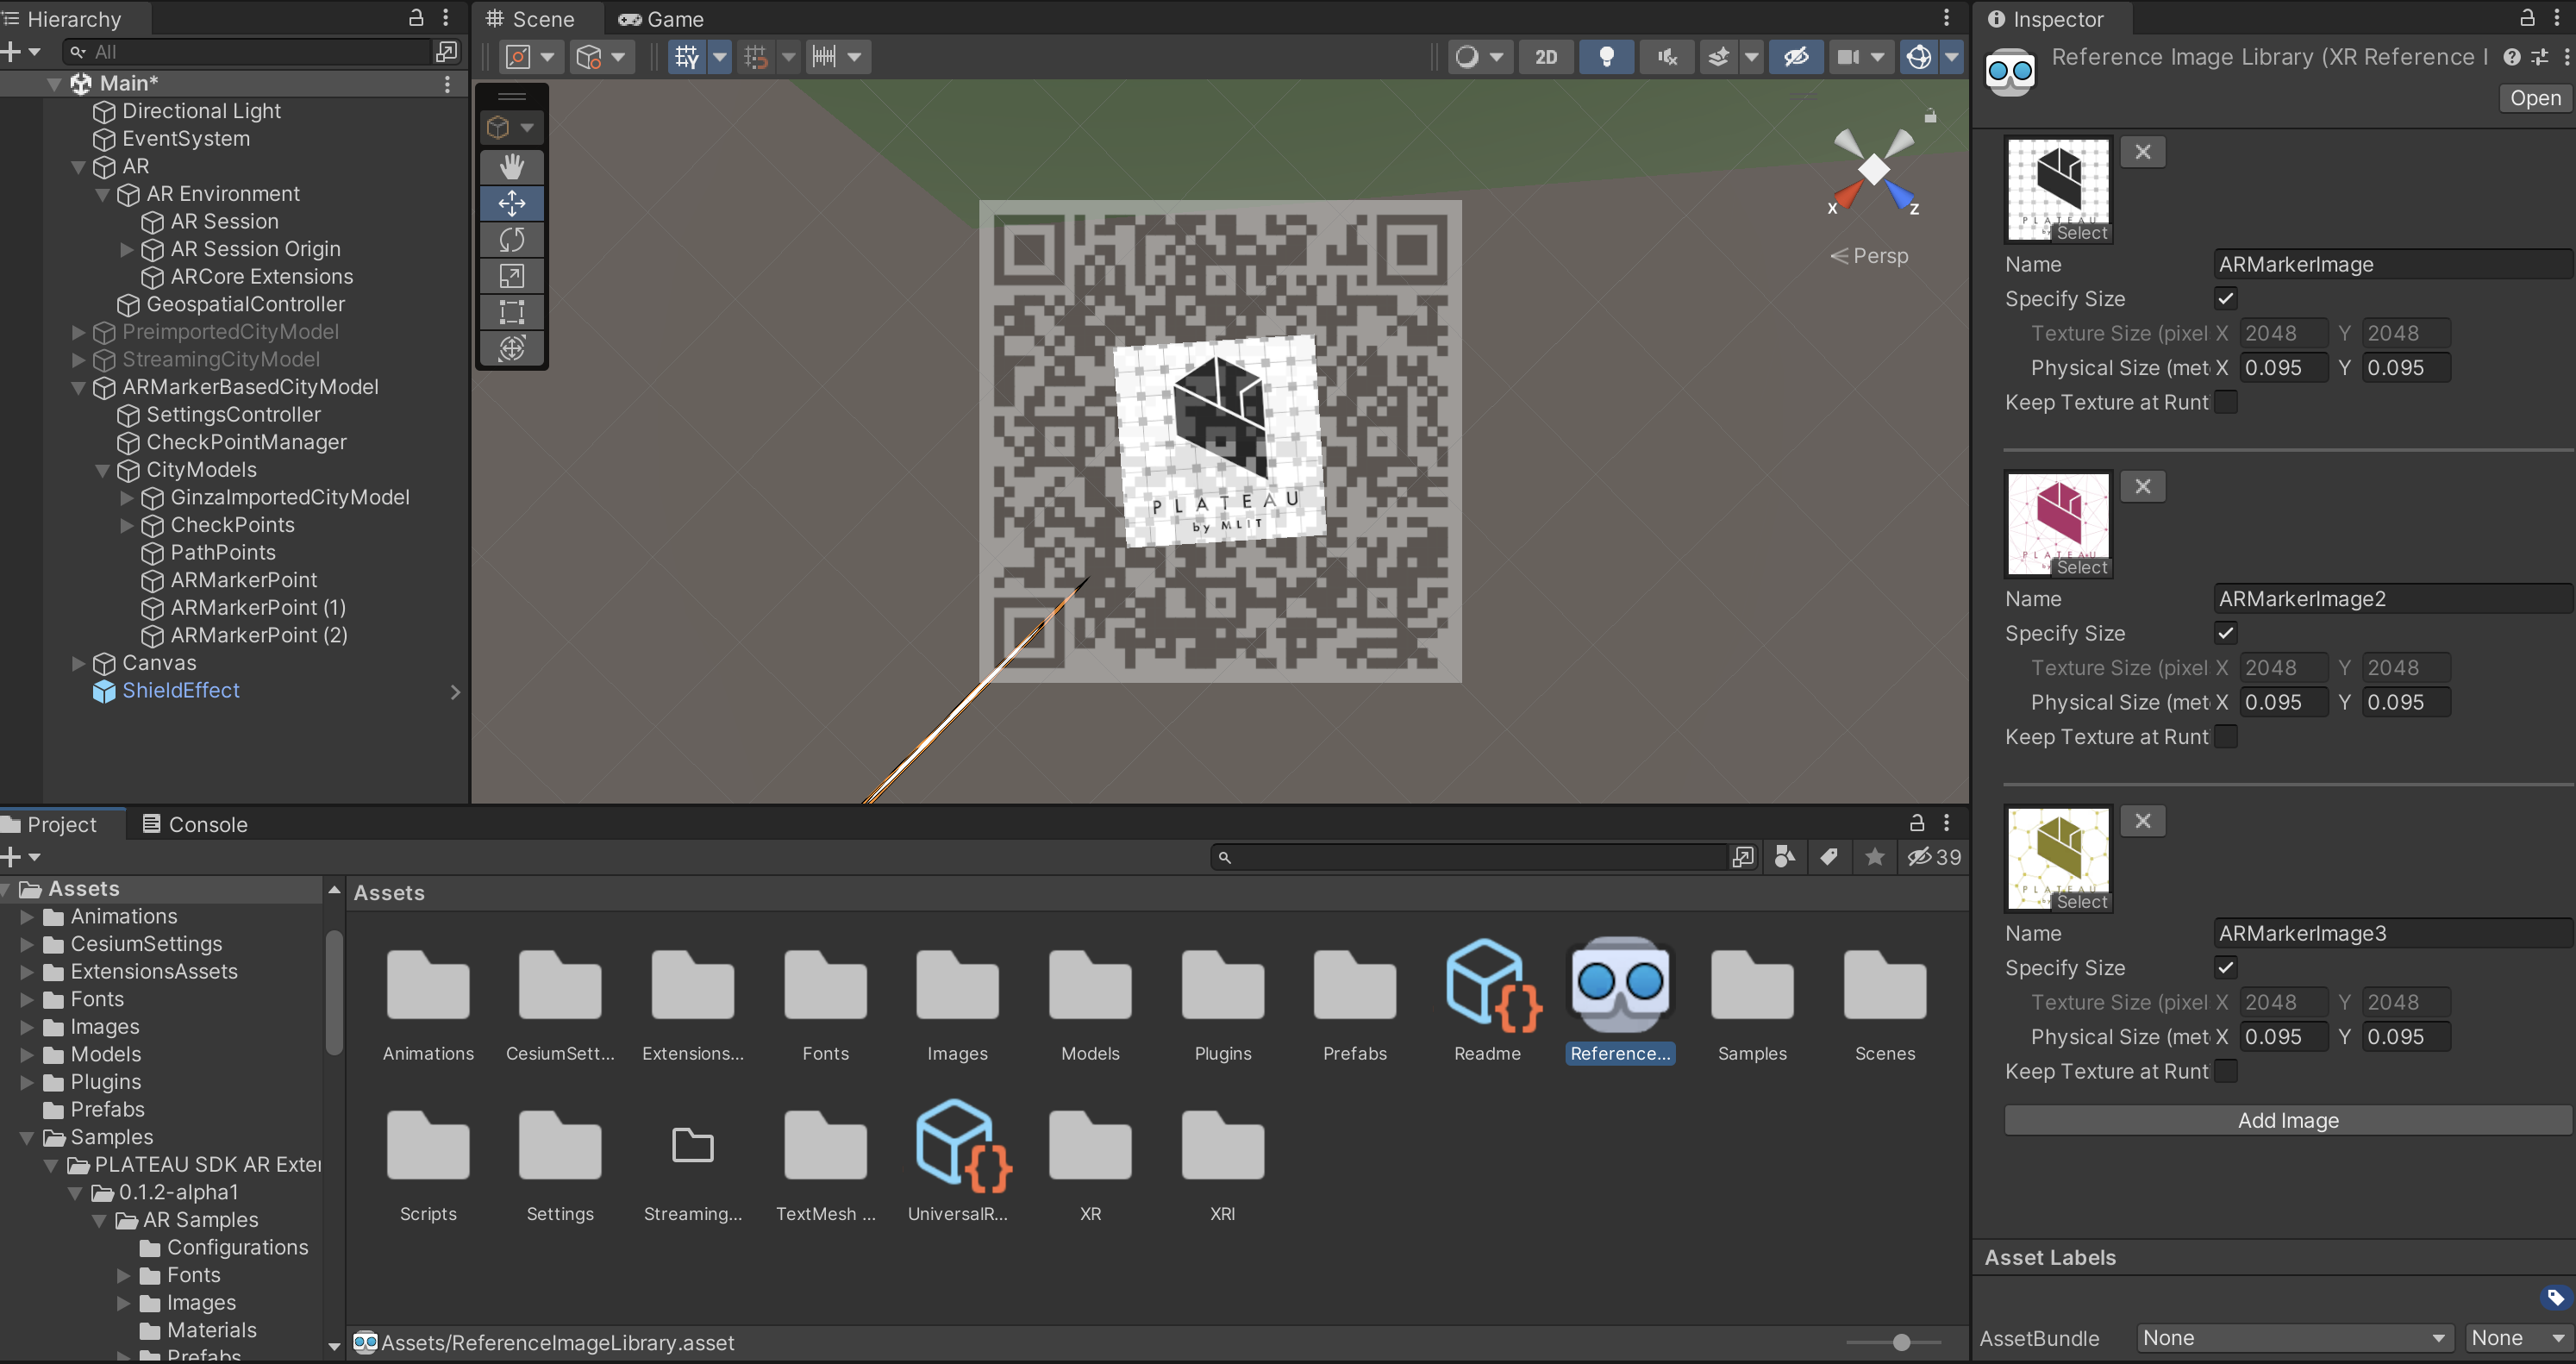 Hierarchy
All
Main*
Directional Light
EventSystem
AR
AR Environment
AR Session
AR Session Origin
ARCore Extensions
GeospatialController
PreimportedCityModel
StreamingCityModel
ARMarkerBasedCityModel
SettingsController
CheckPointManager
CityModels
GinzaImportedCityModel
CheckPoints
PathPoints
ARMarkerPoint
ARMarkerPoint (1)
ARMarkerPoint (2)
Canvas
ShieldEffect
Scene
Game
2D
X
Z
Persp
PLATEAU
by MLIT
Inspector
Reference Image Library (XR Reference I
Open
PLATEAU
Select
Name ARMarkerImage
Specify Size
Texture Size (pixel X 2048 Y 2048
Physical Size (met X 0.095 Y 0.095
Keep Texture at Runt
PLATEAU
Select
Name ARMarkerImage2
Specify Size
Texture Size (pixel X 2048 Y 2048
Physical Size (met X 0.095 Y 0.095
Keep Texture at Runt
PLATEAU
Select
Name ARMarkerImage3
Specify Size
Texture Size (pixel X 2048 Y 2048
Physical Size (met X 0.095 Y 0.095
Keep Texture at Runt
Add Image
Asset Labels
AssetBundle None None
Project
Console
39
Assets
Animations
CesiumSettings
ExtensionsAssets
Fonts
Images
Models
Plugins
Prefabs
Samples
PLATEAU SDK AR Exter
0.1.2-alpha1
AR Samples
Configurations
Fonts
Images
Materials
Prefabs
Assets
Animations CesiumSett... Extensions... Fonts Images Models Plugins Prefabs Readme Reference... Samples Scenes
Scripts Settings Streaming... TextMesh ... UniversalR... XR XRI
Assets/ReferenceImageLibrary.asset